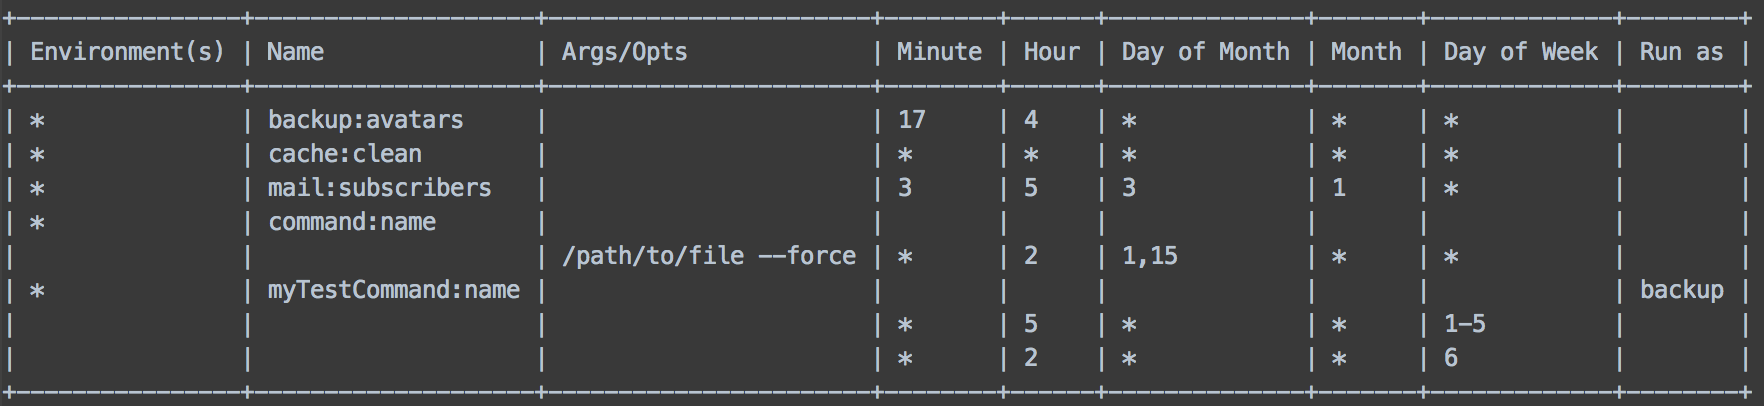 +----------------+--------------------+------------------------+--------+------+--------------+-------+-------------+--------+
| Environment(s) | Name               | Args/Opts              | Minute | Hour | Day of Month | Month | Day of Week | Run as |
+----------------+--------------------+------------------------+--------+------+--------------+-------+-------------+--------+
| *              | backup:avatars     |                        | 17     | 4    | *            | *     | *           |        |
| *              | cache:clean        |                        | *      | *    | *            | *     | *           |        |
| *              | mail:subscribers   |                        | 3      | 5    | 3            | 1     | *           |        |
| *              | command:name       |                        |        |      |              |       |             |        |
|                |                    | /path/to/file --force | *      | 2    | 1,15         | *     | *           |        |
| *              | myTestCommand:name |                        |        |      |              |       |             | backup |
|                |                    |                        | *      | 5    | *            | *     | 1-5         |        |
|                |                    |                        | *      | 2    | *            | *     | 6           |        |
+----------------+--------------------+------------------------+--------+------+--------------+-------+-------------+--------+